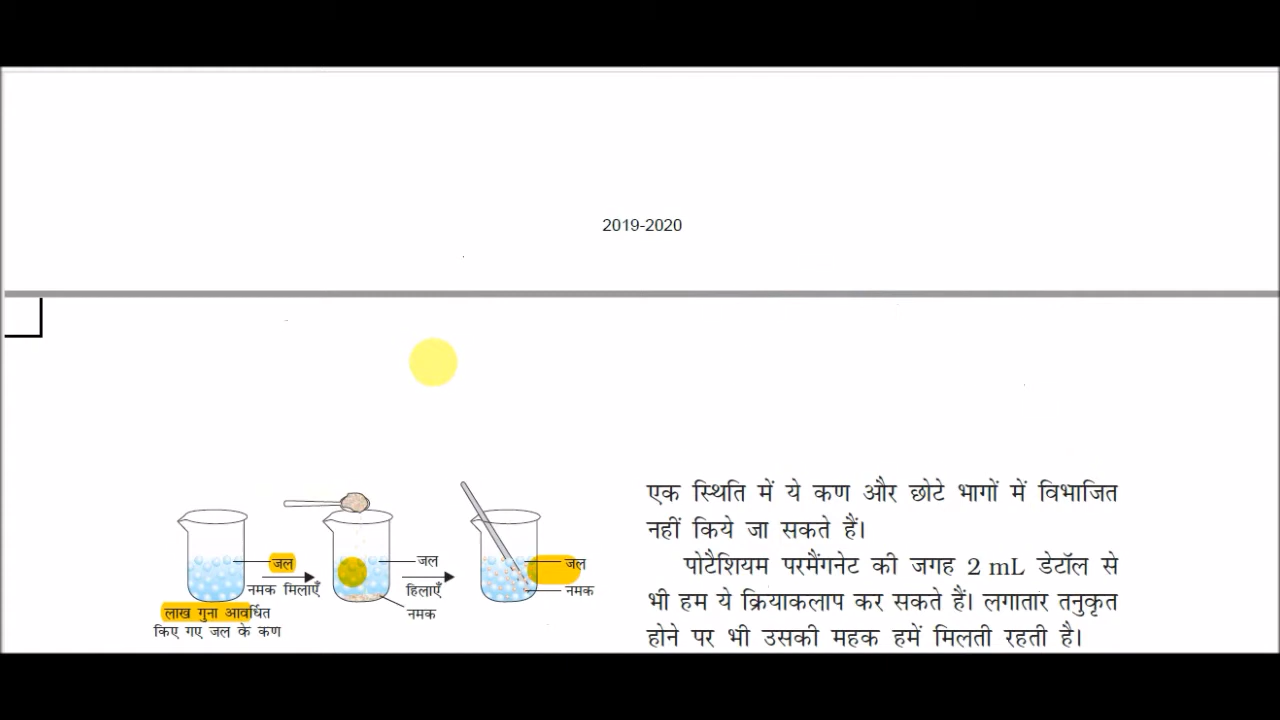 2019-2020
जल
जल
जल
नमक मिलाएँ
हिलाएँ
नमक
नमक
लाख गुना आवर्धित
किए गए जल के कण
एक स्थिति में ये कण और छोटे भागों में विभाजित
नहीं किये जा सकते हैं।
पोटैशियम परमैंगनेट की जगह 2 mL डेटॉल से
भी हम ये क्रियाकलाप कर सकते हैं। लगातार तनुकृत
होने पर भी उसकी महक हमें मिलती रहती है।